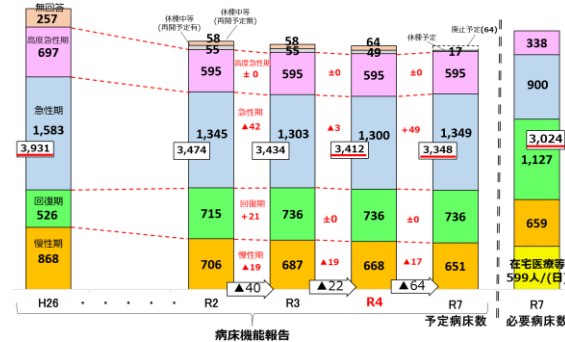 無回答
257
高度急性期
697
急性期
1,583
3,931
回復期
526
慢性期
868
H26
・ ・ ・ ・ ・
休棟中等
(再開予定有)
休棟中等
(再開予定無)
58
55
595
1,345
3,474
715
706
R2
高度急性期
± 0
急性期
▲42
回復期
+21
慢性期
▲19
▲40
58
55
595
1,303
3,434
736
687
R3
±0
▲3
±0
▲19
▲22
64
49
595
1,300
3,412
736
668
R4
±0
+49
±0
▲17
▲64
休棟予定
廃止予定(64)
17
595
1,349
3,348
736
651
R7
予定病床数
病床機能報告
338
900
3,024
1,127
659
在宅医療等
599人/(日)
R7
必要病床数